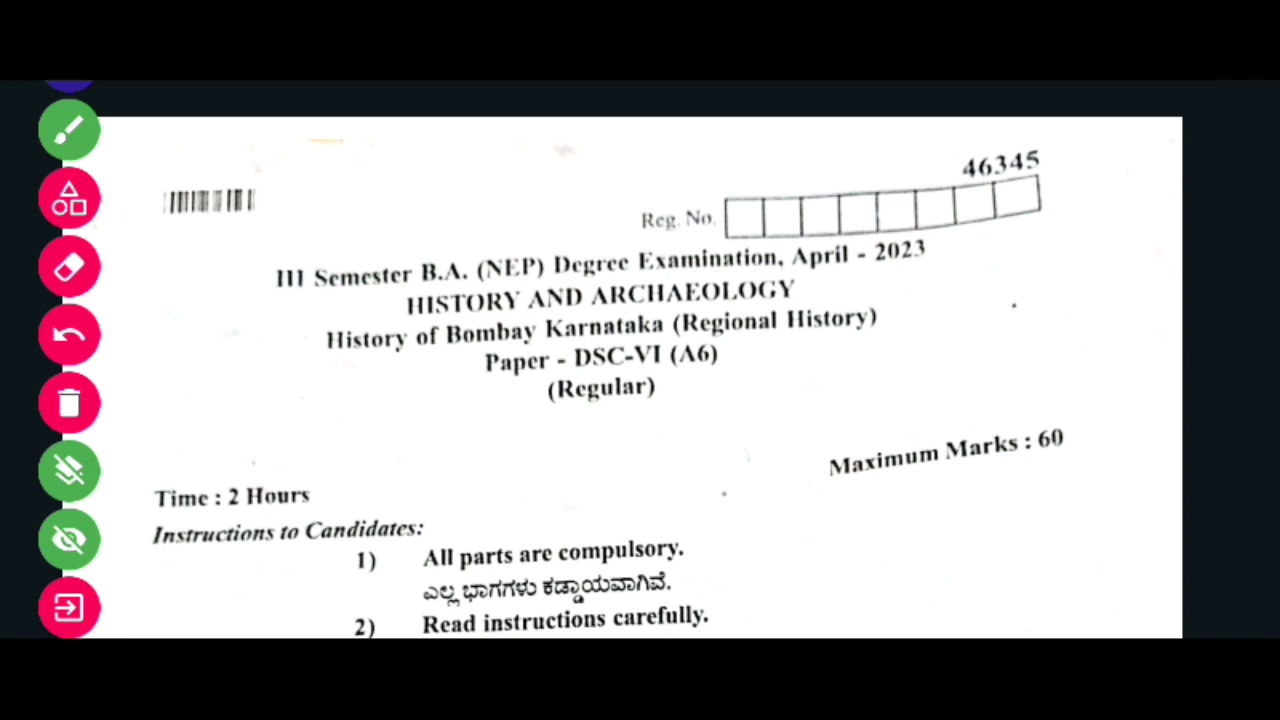 46345
Reg. No.
III Semester B.A. (NEP) Degree Examination, April - 2023
HISTORY AND ARCHAEOLOGY
History of Bombay Karnataka (Regional History)
Paper - DSC-VI (A6)
(Regular)
Maximum Marks : 60
Time : 2 Hours
Instructions to Candidates:
1) All parts are compulsory.
ಎಲ್ಲ ಭಾಗಗಳು ಕಡ್ಡಾಯವಾಗಿವೆ.
2) Read instructions carefully.